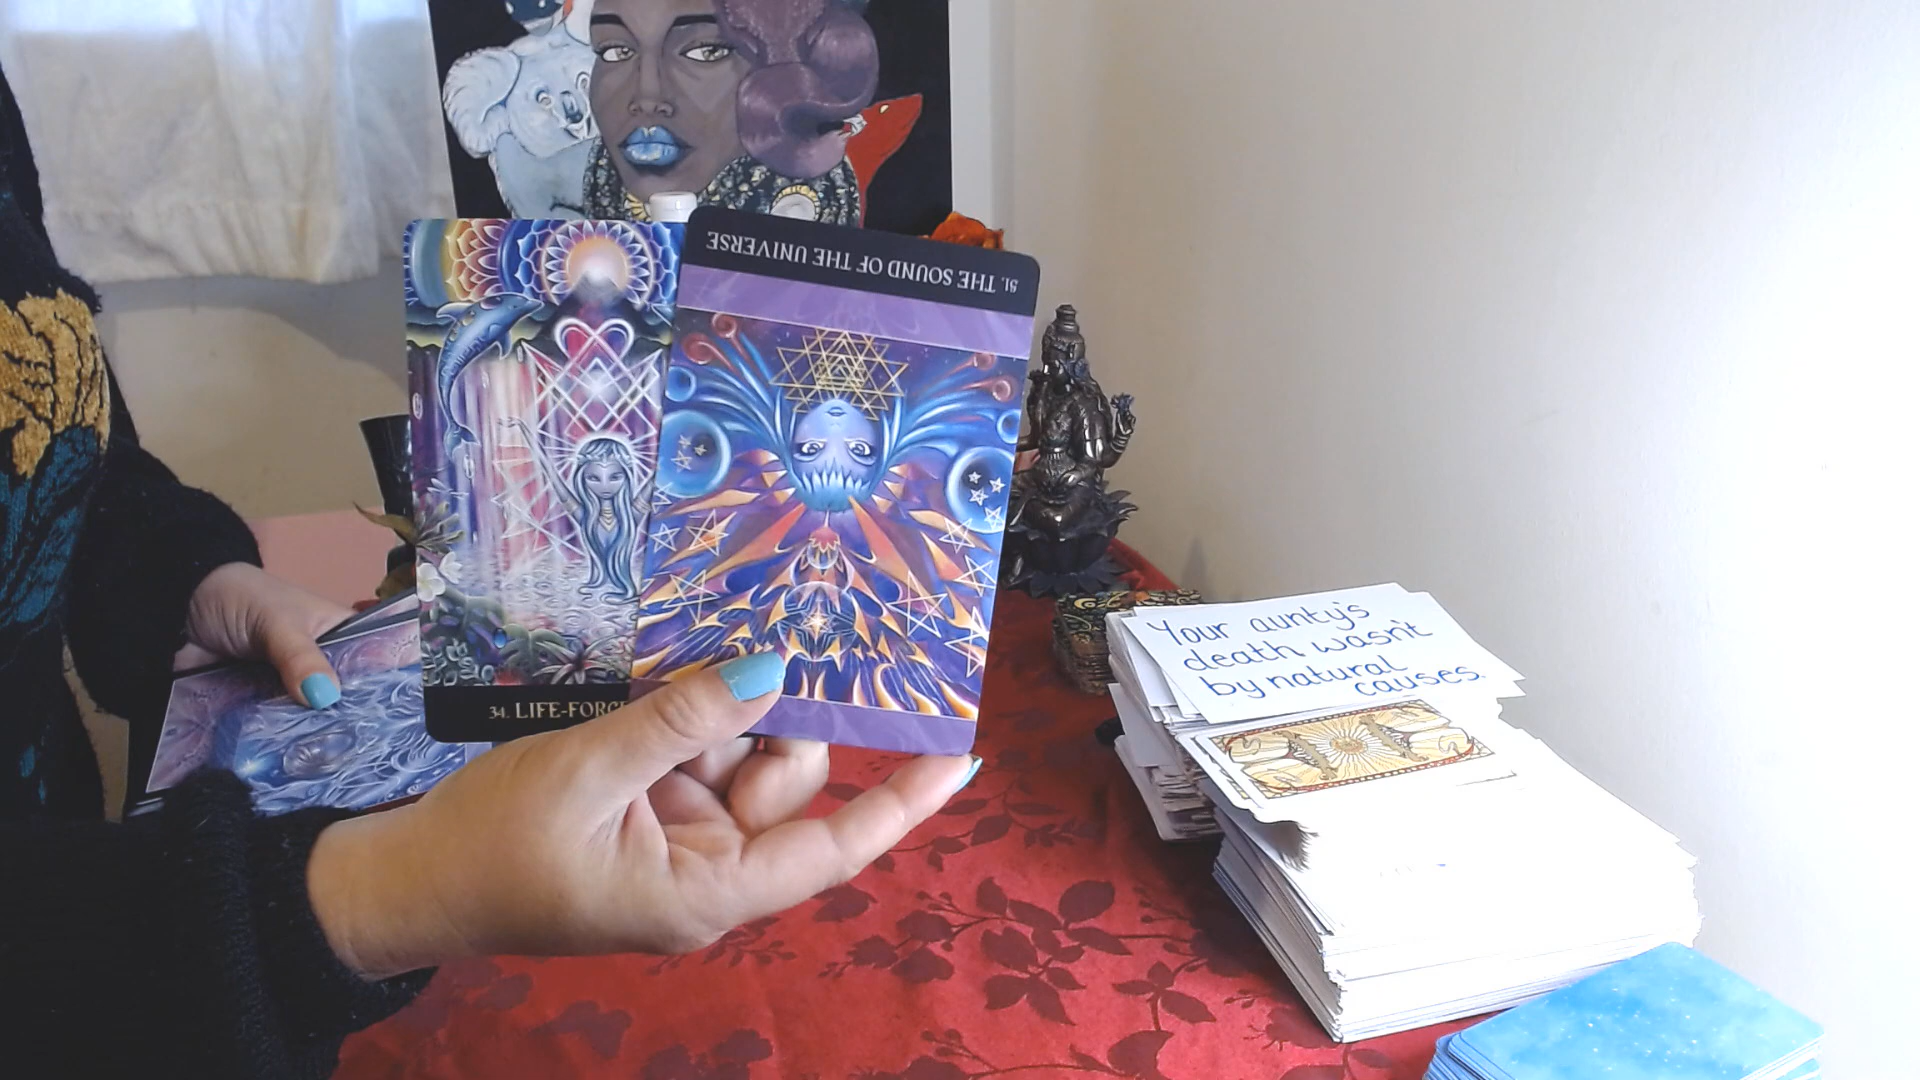 51. THE SOUND OF THE UNIVERSE
34. LIFE-FORCE
Your aunty's
death wasn't
by natural
causes.